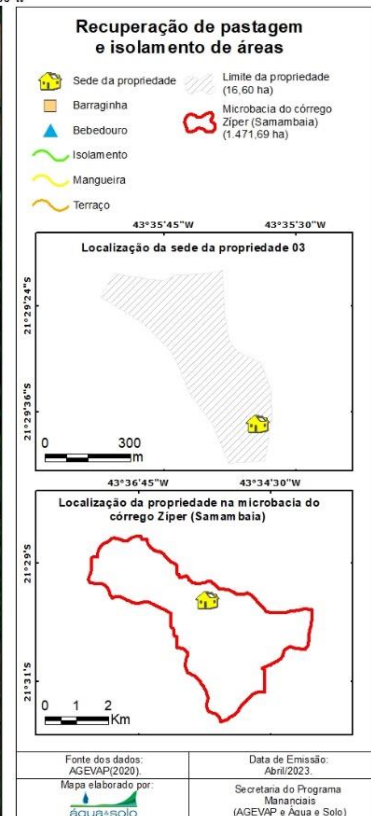 Recuperação de pastagem
e isolamento de áreas
Sede da propriedade
Barraginha
Bebedouro
Isolamento
Mangueira
Terraço
Limite da propriedade
(16,60 ha)
Microbacia do córrego
Zíper (Samambaia)
(1.471,69 ha)
43°35'45"W
43°35'30"W
Localização da sede da propriedade 03
21°29'24"S
21°29'36"S
0
300
m
43°36'45"W
43°34'30"W
Localização da propriedade na microbacia do
córrego Zíper (Samambaia)
21°29'S
21°31'S
0 1 2
Km
Fonte dos dados:
AGEVAP(2020).
Data de Emissão:
Abril/2023.
Mapa elaborado por:
água e solo
Secretaria do Programa
Mananciais
(AGEVAP e Água e Solo)